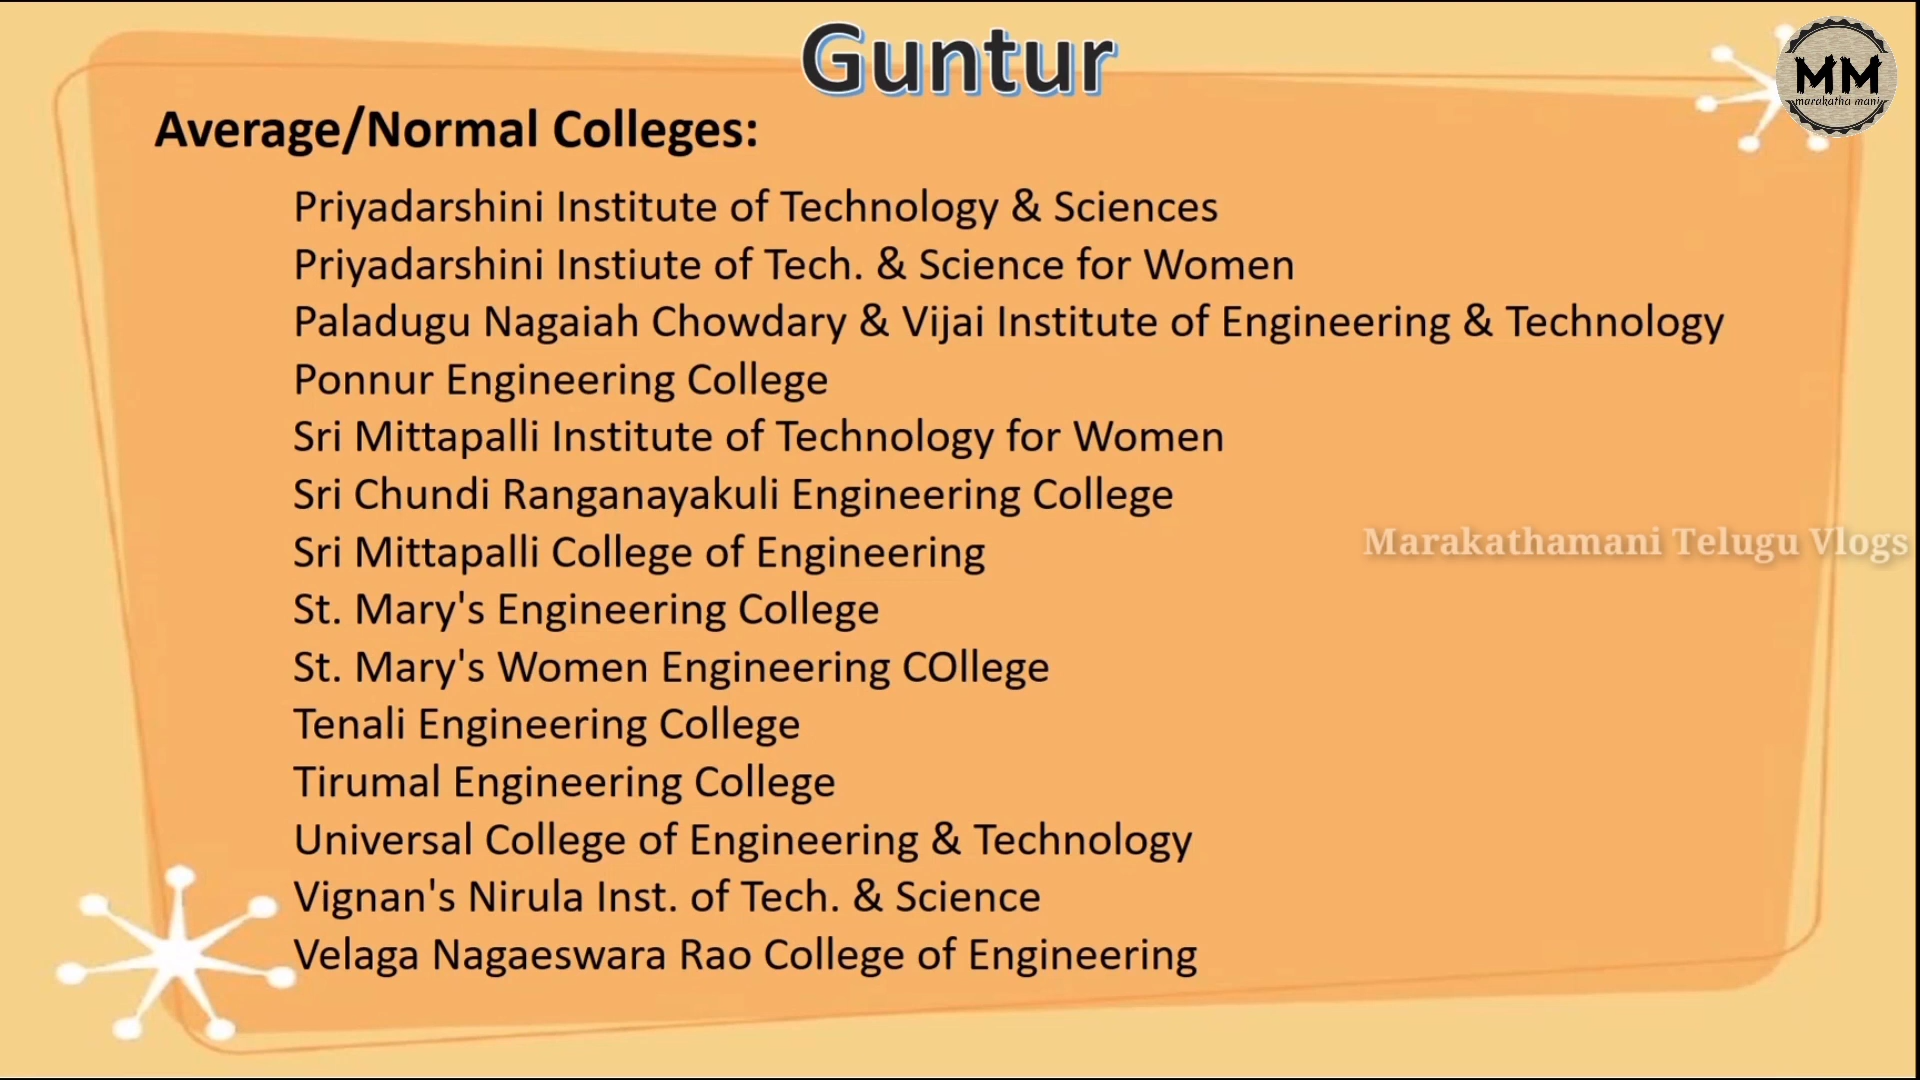 Guntur
MM
marakatha mani
Average/Normal Colleges:
Priyadarshini Institute of Technology & Sciences
Priyadarshini Instiute of Tech. & Science for Women
Paladugu Nagaiah Chowdary & Vijai Institute of Engineering & Technology
Ponnur Engineering College
Sri Mittapalli Institute of Technology for Women
Sri Chundi Ranganayakuli Engineering College
Marakathamani Telugu Vlogs
Sri Mittapalli College of Engineering
St. Mary's Engineering College
St. Mary's Women Engineering COllege
Tenali Engineering College
Tirumal Engineering College
Universal College of Engineering & Technology
Vignan's Nirula Inst. of Tech. & Science
Velaga Nagaeswara Rao College of Engineering